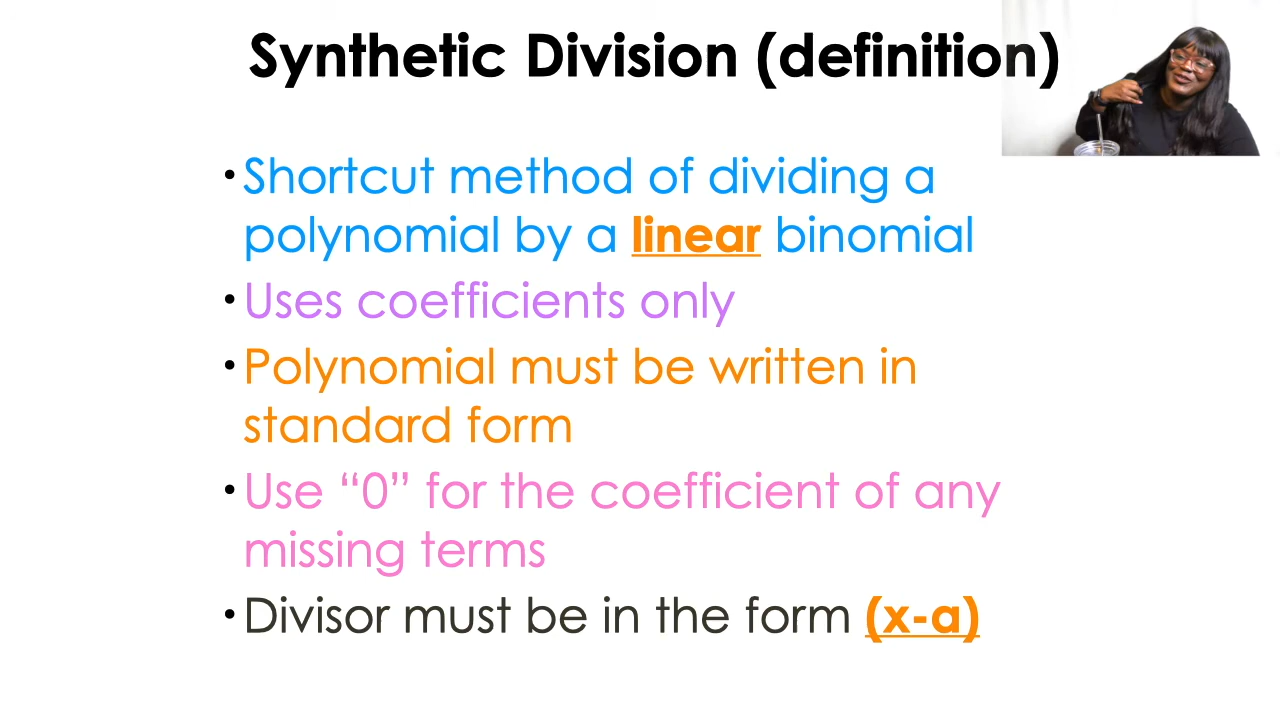 Synthetic Division (definition)
• Shortcut method of dividing a
polynomial by a linear binomial
• Uses coefficients only
• Polynomial must be written in
standard form
• Use “0” for the coefficient of any
missing terms
• Divisor must be in the form (x-a)